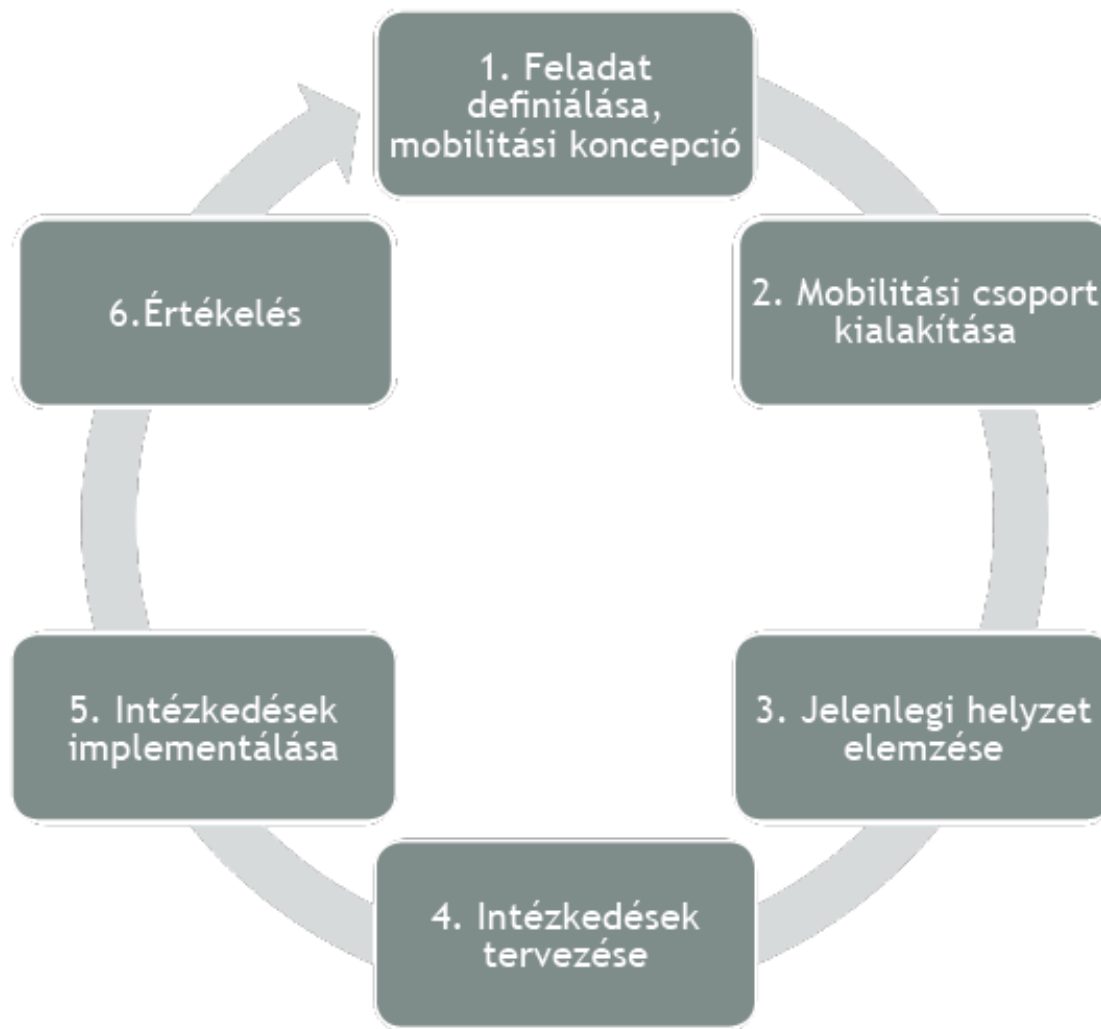 1. Feladat
definiálása,
mobilitási koncepció
2. Mobilitási csoport
kialakítása
3. Jelenlegi helyzet
elemzése
4. Intézkedések
tervezése
5. Intézkedések
implementálása
6.Értékelés